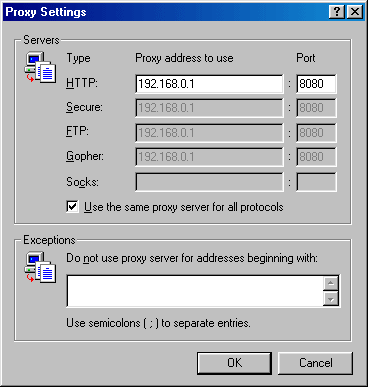 Proxy Settings
Servers
Type Proxy address to use Port
HTTP: 192.168.0.1 : 8080
Secure: 192.168.0.1 : 8080
FTP: 192.168.0.1 : 8080
Gopher: 192.168.0.1 : 8080
Socks: :
Use the same proxy server for all protocols
Exceptions
Do not use proxy server for addresses beginning with:
Use semicolons ( ; ) to separate entries.
OK Cancel